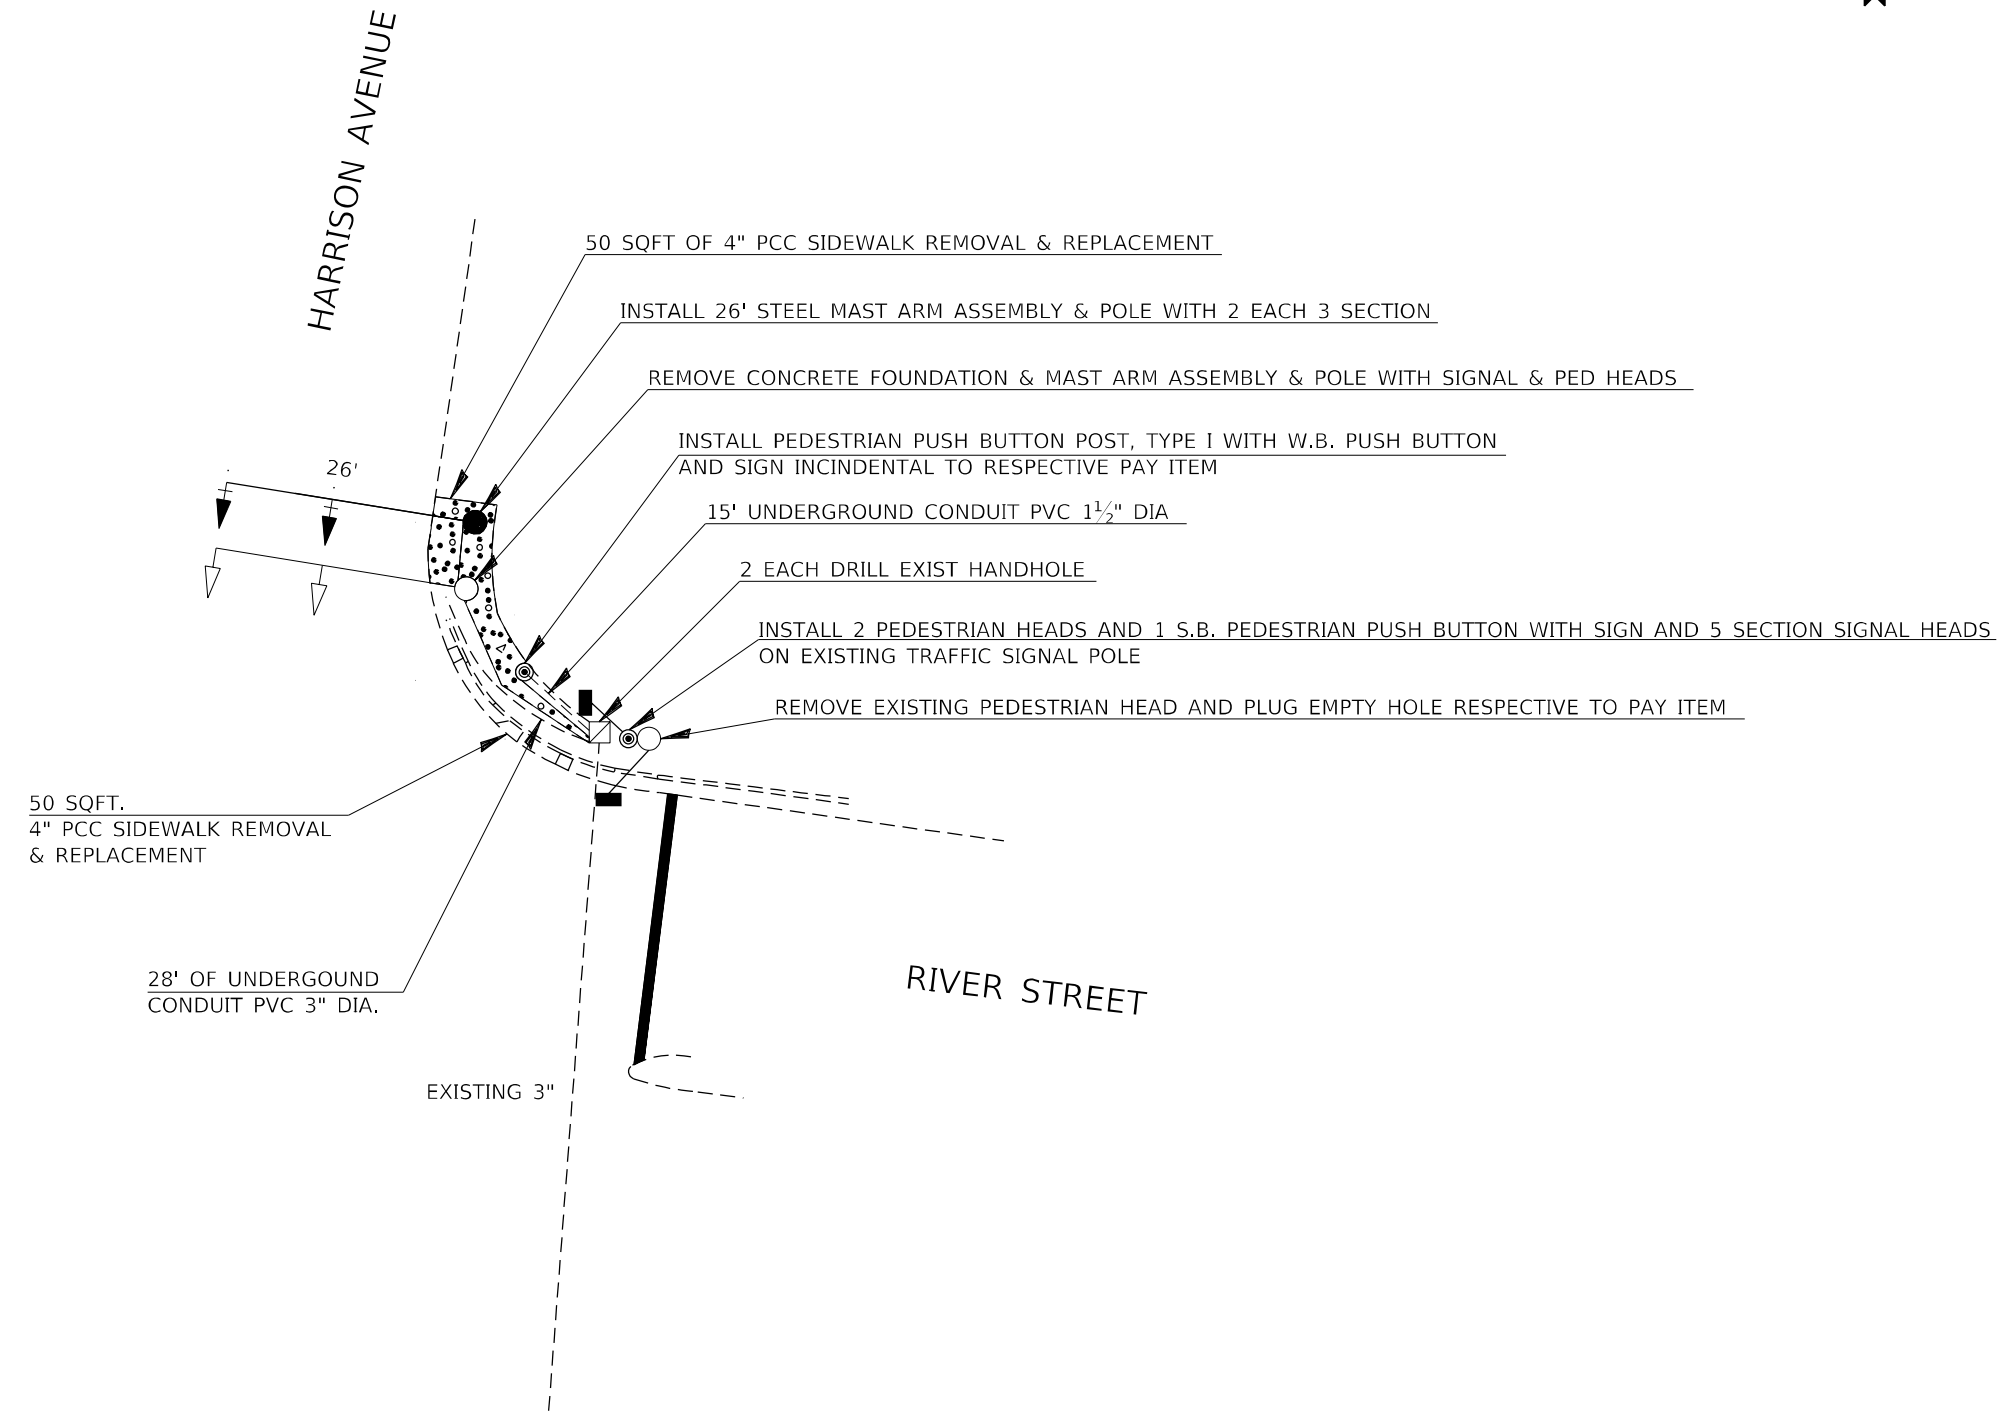 HARRISON AVENUE
50 SQFT OF 4" PCC SIDEWALK REMOVAL & REPLACEMENT
INSTALL 26' STEEL MAST ARM ASSEMBLY & POLE WITH 2 EACH 3 SECTION
REMOVE CONCRETE FOUNDATION & MAST ARM ASSEMBLY & POLE WITH SIGNAL & PED HEADS
INSTALL PEDESTRIAN PUSH BUTTON POST, TYPE I WITH W.B. PUSH BUTTON
AND SIGN INCINDENTAL TO RESPECTIVE PAY ITEM
26'
15' UNDERGROUND CONDUIT PVC 1½" DIA
2 EACH DRILL EXIST HANDHOLE
INSTALL 2 PEDESTRIAN HEADS AND 1 S.B. PEDESTRIAN PUSH BUTTON WITH SIGN AND 5 SECTION SIGNAL HEADS
ON EXISTING TRAFFIC SIGNAL POLE
REMOVE EXISTING PEDESTRIAN HEAD AND PLUG EMPTY HOLE RESPECTIVE TO PAY ITEM
50 SQFT.
4" PCC SIDEWALK REMOVAL
& REPLACEMENT
28' OF UNDERGOUND
CONDUIT PVC 3" DIA.
RIVER STREET
EXISTING 3"